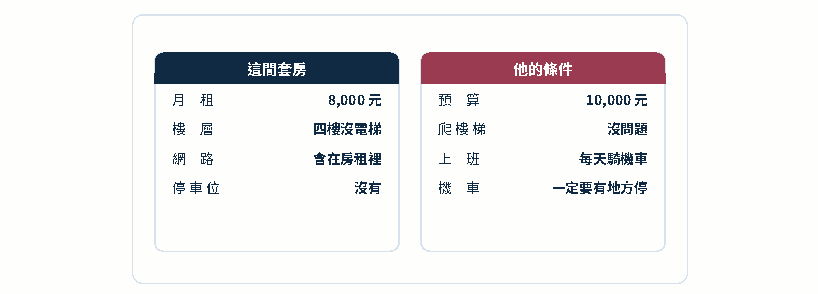 這間套房
月 租 8,000 元
樓 層 四樓沒電梯
網 路 含在房租裡
停車位 沒有
他的條件
預 算 10,000 元
爬樓梯 沒問題
上 班 每天騎機車
機 車 一定要有地方停